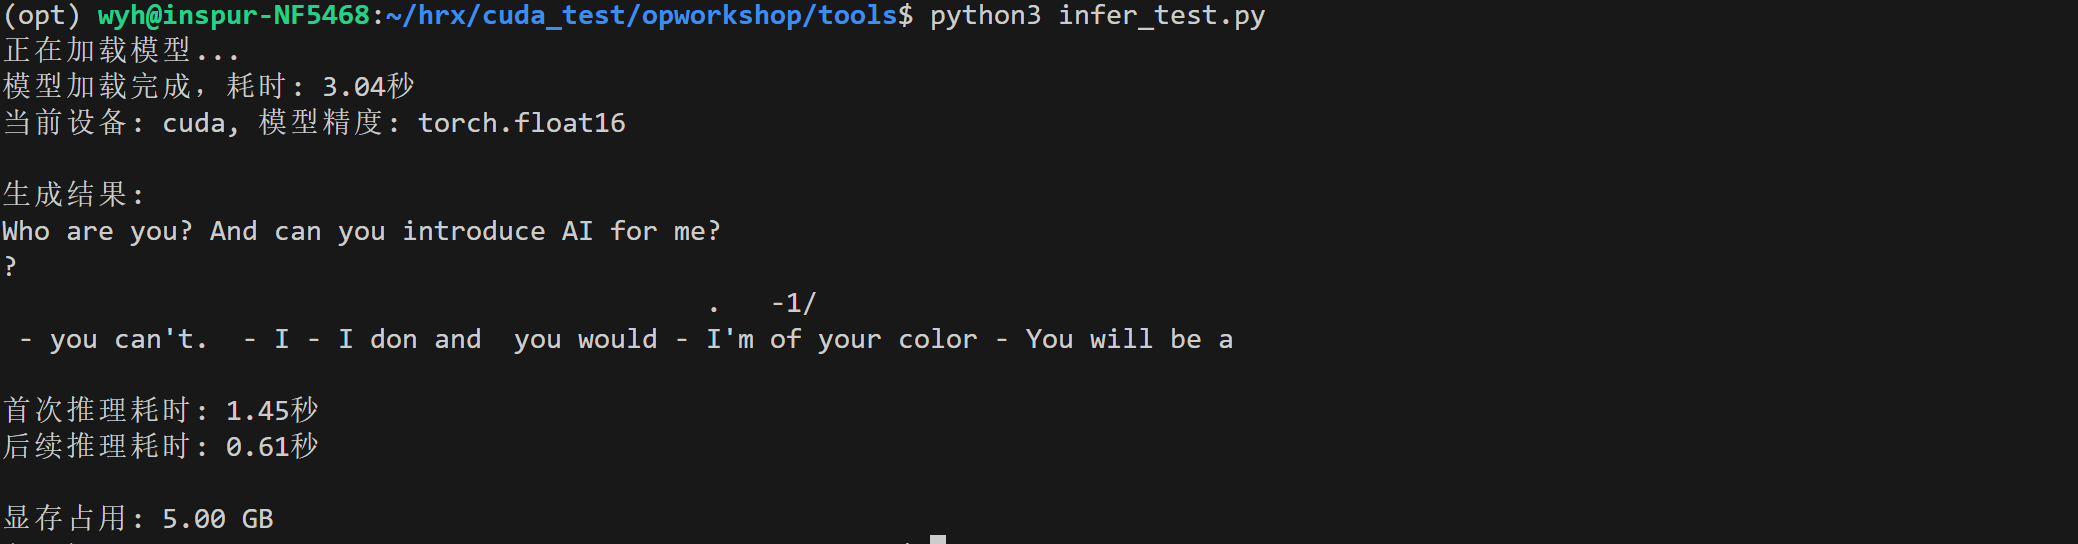 (opt) wyh@inspur-NF5468:~/hrx/cuda_test/opworkshop/tools$ python3 infer_test.py
正在加载模型...
模型加载完成，耗时: 3.04秒
当前设备: cuda, 模型精度: torch.float16
生成结果:
Who are you? And can you introduce AI for me?
?
.   -1/
- you can't.  - I - I don and  you would - I'm of your color - You will be a
首次推理耗时: 1.45秒
后续推理耗时: 0.61秒
显存占用: 5.00 GB